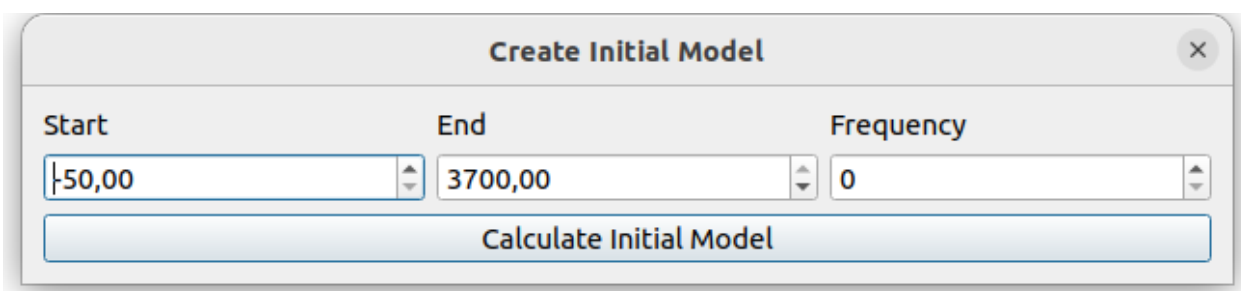 Create Initial Model
Start End Frequency
-50,00 3700,00 0
Calculate Initial Model